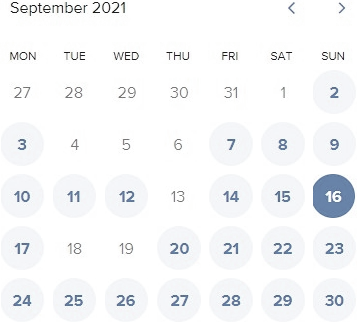 September 2021
MON TUE WED THU FRI SAT SUN
27 28 29 30 31 1 2
3 4 5 6 7 8 9
10 11 12 13 14 15 16
17 18 19 20 21 22 23
24 25 26 27 28 29 30